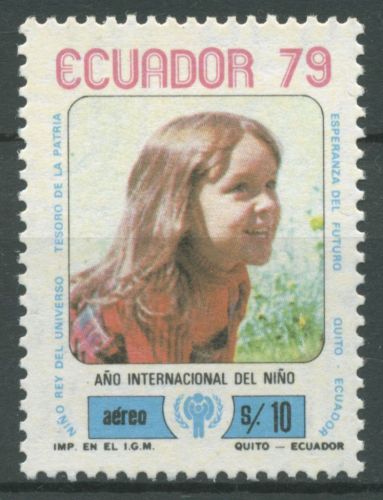 ECUADOR 79
NIÑO REY DEL UNIVERSO TESORO DE LA PATRIA
ESPERANZA DEL FUTURO QUITO - ECUADOR
AÑO INTERNACIONAL DEL NIÑO
aéreo S/. 10
IMP. EN EL I.G.M. QUITO — ECUADOR